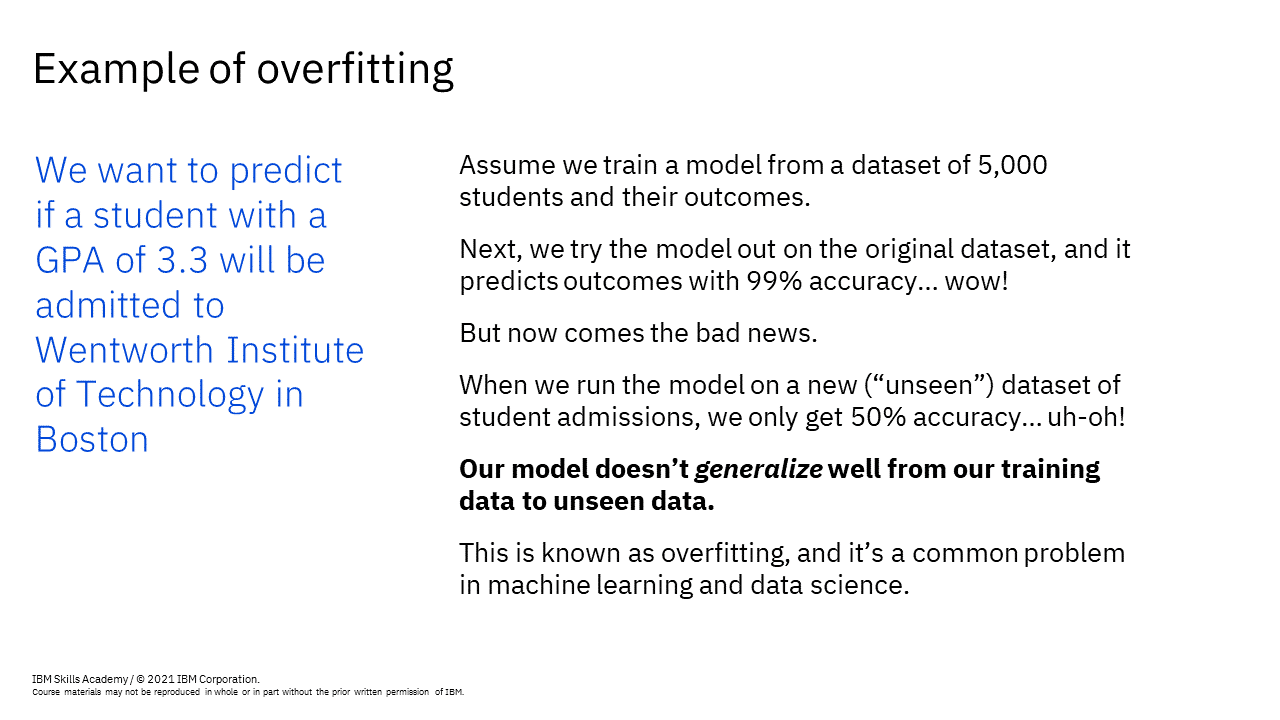 Example of overfitting
We want to predict
if a student with a
GPA of 3.3 will be
admitted to
Wentworth Institute
of Technology in
Boston
Assume we train a model from a dataset of 5,000
students and their outcomes.
Next, we try the model out on the original dataset, and it
predicts outcomes with 99% accuracy... wow!
But now comes the bad news.
When we run the model on a new (“unseen”) dataset of
student admissions, we only get 50% accuracy... uh-oh!
Our model doesn’t generalize well from our training
data to unseen data.
This is known as overfitting, and it’s a common problem
in machine learning and data science.
IBM Skills Academy / © 2021 IBM Corporation.
Course materials may not be reproduced in whole or in part without the prior written permission of IBM.